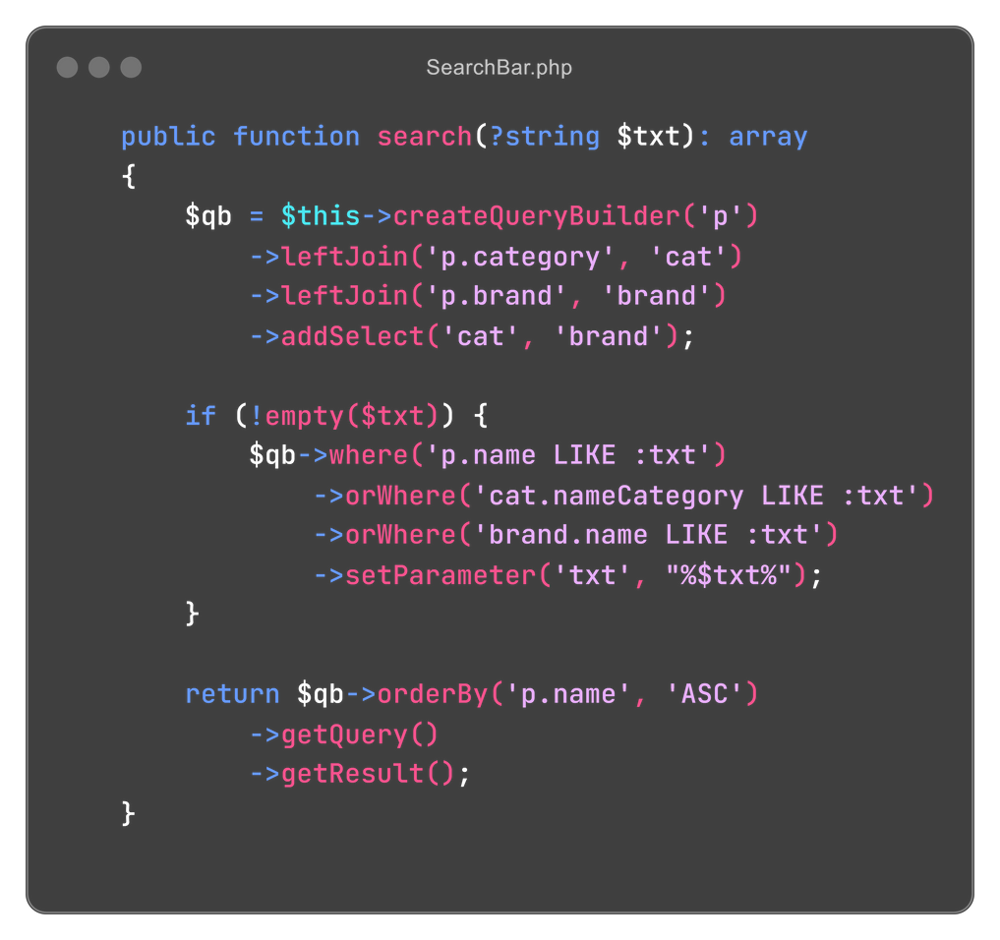 SearchBar.php
public function search(?string $txt): array
{
    $qb = $this->createQueryBuilder('p')
        ->leftJoin('p.category', 'cat')
        ->leftJoin('p.brand', 'brand')
        ->addSelect('cat', 'brand');

    if (!empty($txt)) {
        $qb->where('p.name LIKE :txt')
            ->orWhere('cat.nameCategory LIKE :txt')
            ->orWhere('brand.name LIKE :txt')
            ->setParameter('txt', "%$txt%");
    }

    return $qb->orderBy('p.name', 'ASC')
        ->getQuery()
        ->getResult();
}